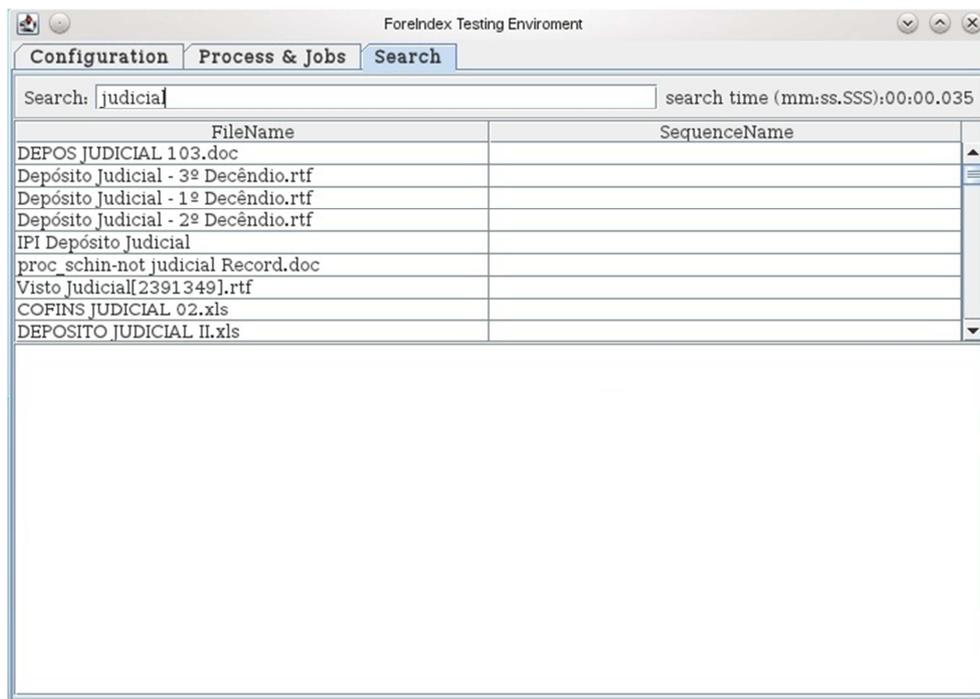 ForeIndex Testing Enviroment
Configuration Process & Jobs Search
Search: judicial search time (mm:ss.SSS):00:00.035
FileName SequenceName
DEPOS JUDICIAL 103.doc
Depósito Judicial - 3º Decêndio.rtf
Depósito Judicial - 1º Decêndio.rtf
Depósito Judicial - 2º Decêndio.rtf
IPI Depósito Judicial
proc_schin-not judicial Record.doc
Visto Judicial[2391349].rtf
COFINS JUDICIAL 02.xls
DEPOSITO JUDICIAL II.xls